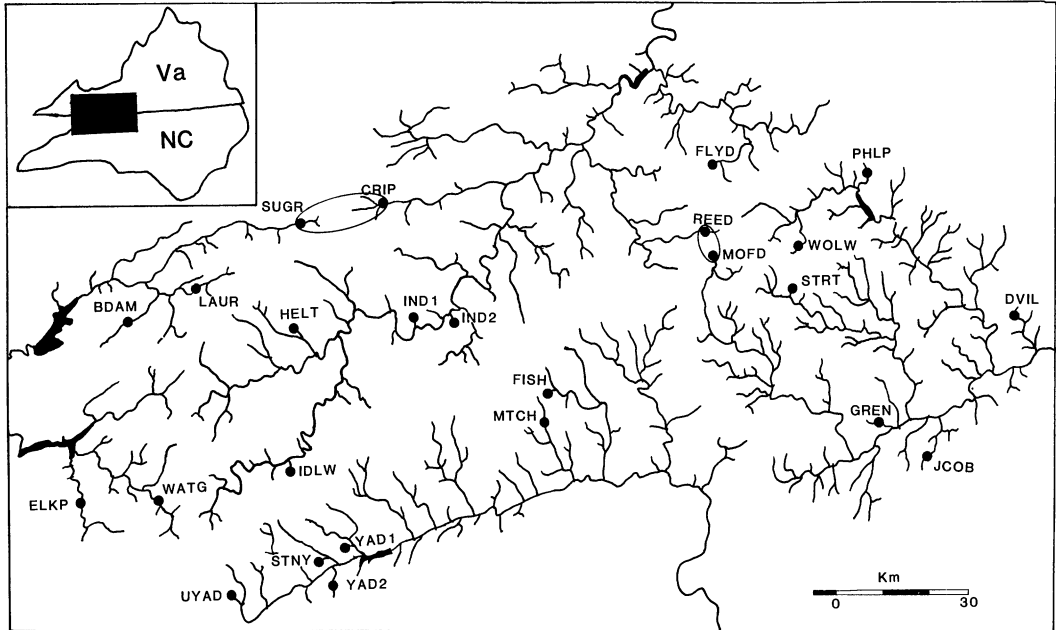 Va
NC
FLYD
PHLP
CRIP
SUGR
REED
WOLW
MOFD
STRT
BDAM
LAUR
HELT
IND1
IND2
DVIL
FISH
MTCH
GREN
JCOB
IDLW
ELKP
WATG
YAD1
STNY
YAD2
UYAD
Km
0 30